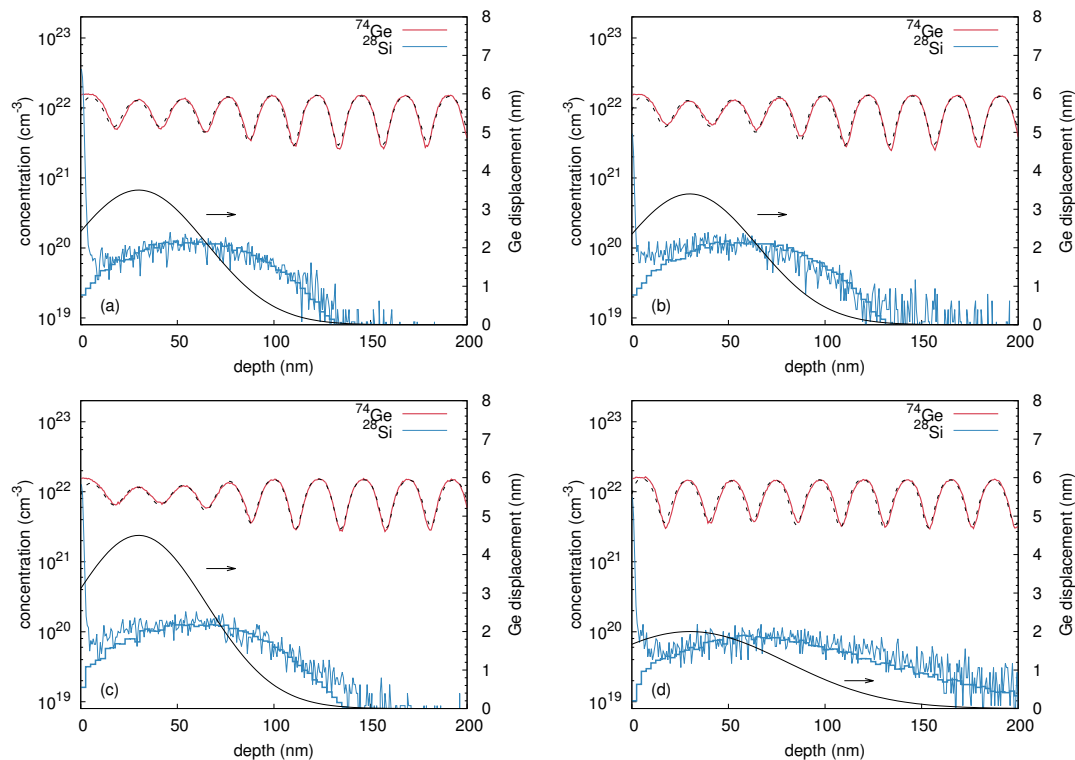 10^23
10^22
10^21
10^20
10^19
concentration (cm^-3)
8
7
6
5
4
3
2
1
0
Ge displacement (nm)
^74Ge
^28Si
(a)
0 50 100 150 200
depth (nm)
10^23
10^22
10^21
10^20
10^19
concentration (cm^-3)
8
7
6
5
4
3
2
1
0
Ge displacement (nm)
^74Ge
^28Si
(b)
0 50 100 150 200
depth (nm)
10^23
10^22
10^21
10^20
10^19
concentration (cm^-3)
8
7
6
5
4
3
2
1
0
Ge displacement (nm)
^74Ge
^28Si
(c)
0 50 100 150 200
depth (nm)
10^23
10^22
10^21
10^20
10^19
concentration (cm^-3)
8
7
6
5
4
3
2
1
0
Ge displacement (nm)
^74Ge
^28Si
(d)
0 50 100 150 200
depth (nm)